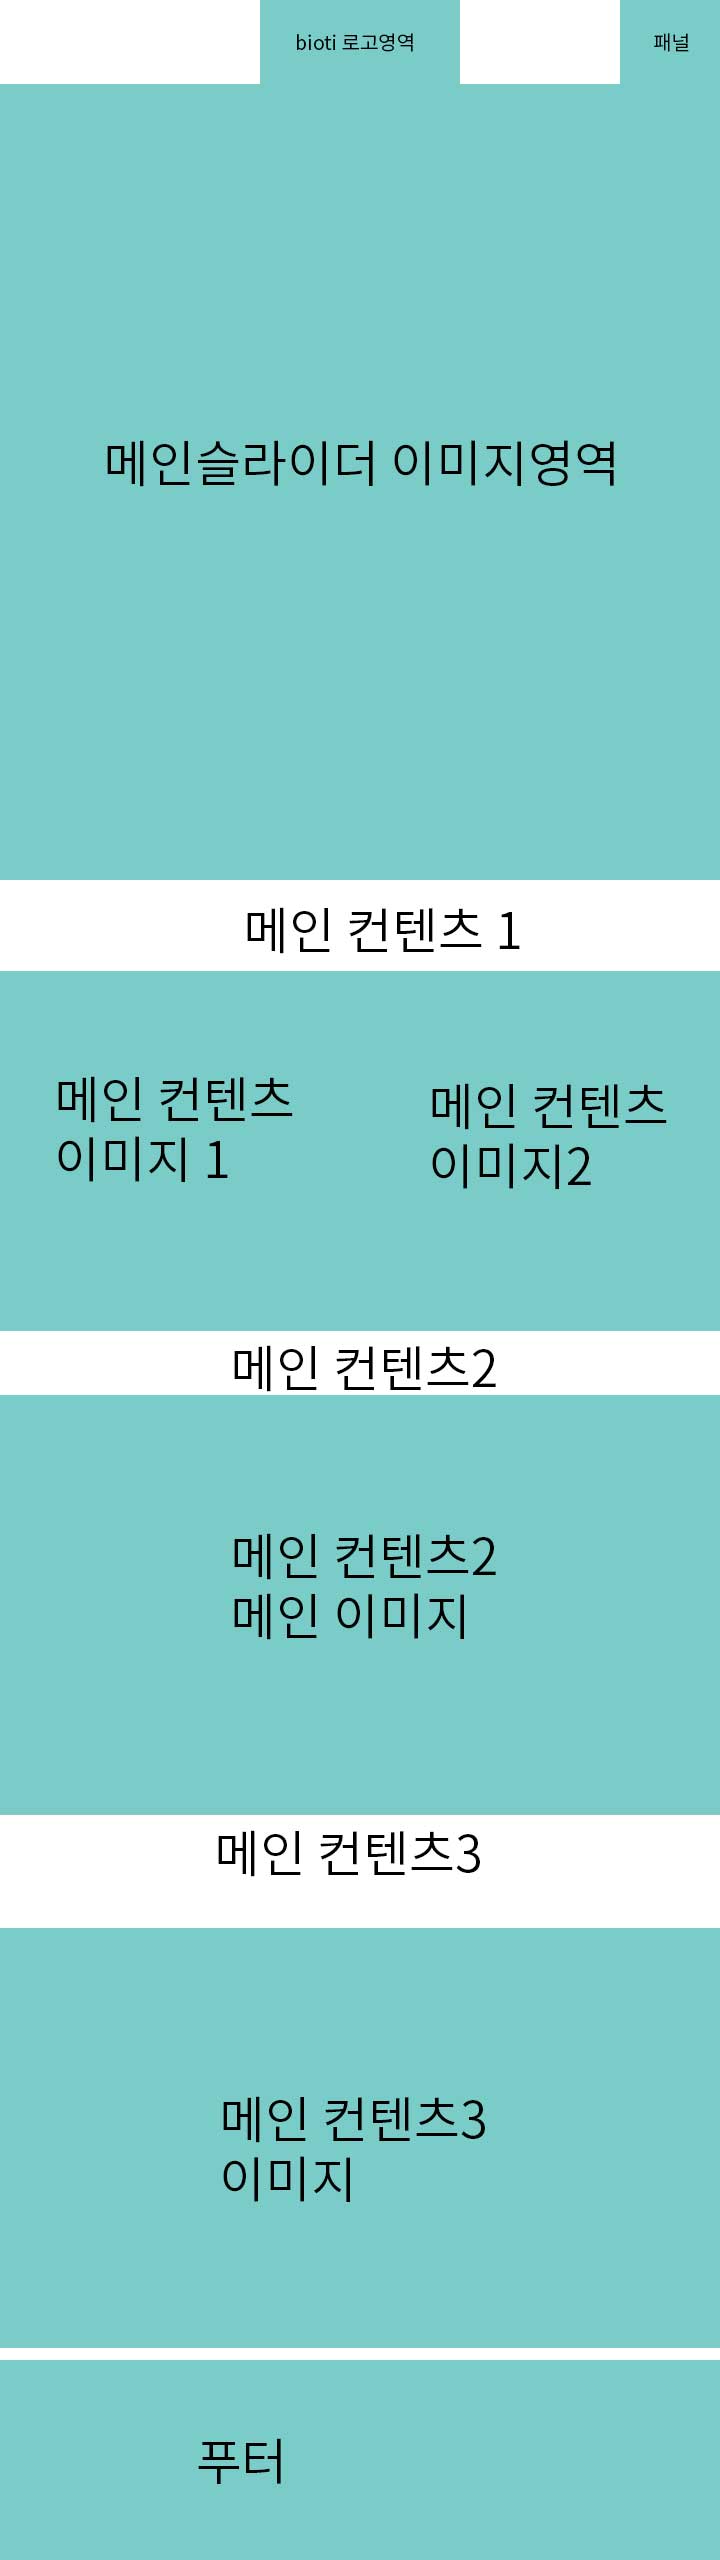 bioti 로고영역
패널
메인슬라이더 이미지영역
메인 컨텐츠 1
메인 컨텐츠
이미지 1
메인 컨텐츠
이미지2
메인 컨텐츠2
메인 컨텐츠2
메인 이미지
메인 컨텐츠3
메인 컨텐츠3
이미지
푸터